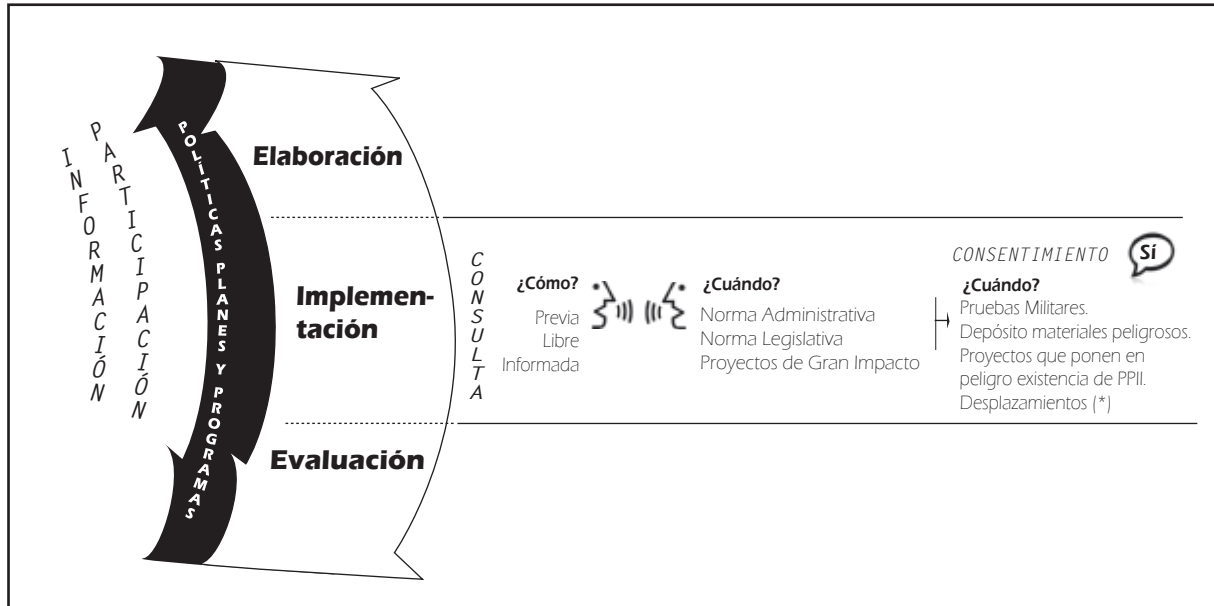 INFORMACIÓN
PARTICIPACIÓN
POLÍTICAS PLANES Y PROGRAMAS
Elaboración
Implemen-
tación
Evaluación
CONSULTA
¿Cómo?
Previa
Libre
Informada
¿Cuándo?
Norma Administrativa
Norma Legislativa
Proyectos de Gran Impacto
CONSENTIMIENTO
Sí
¿Cuándo?
Pruebas Militares.
Depósito materiales peligrosos.
Proyectos que ponen en
peligro existencia de PPII.
Desplazamientos (*)